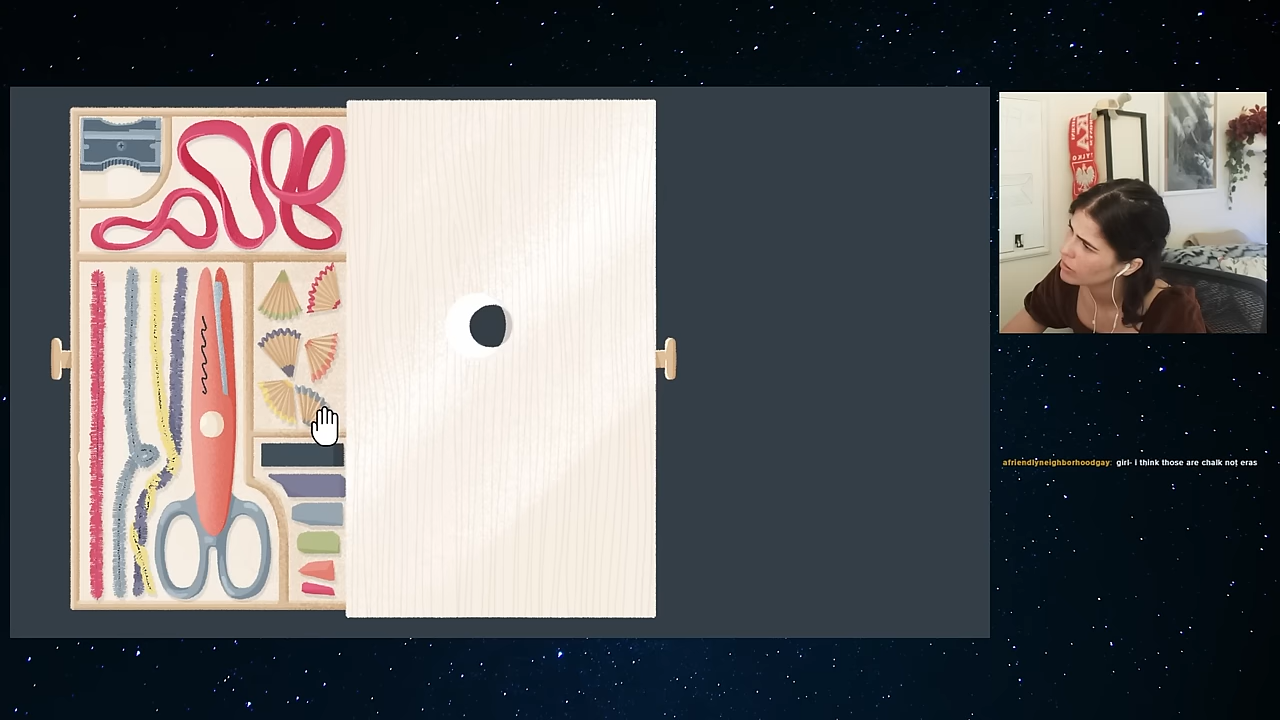 afriendlyneighborhoodgay: girl- i think those are chalk not eras